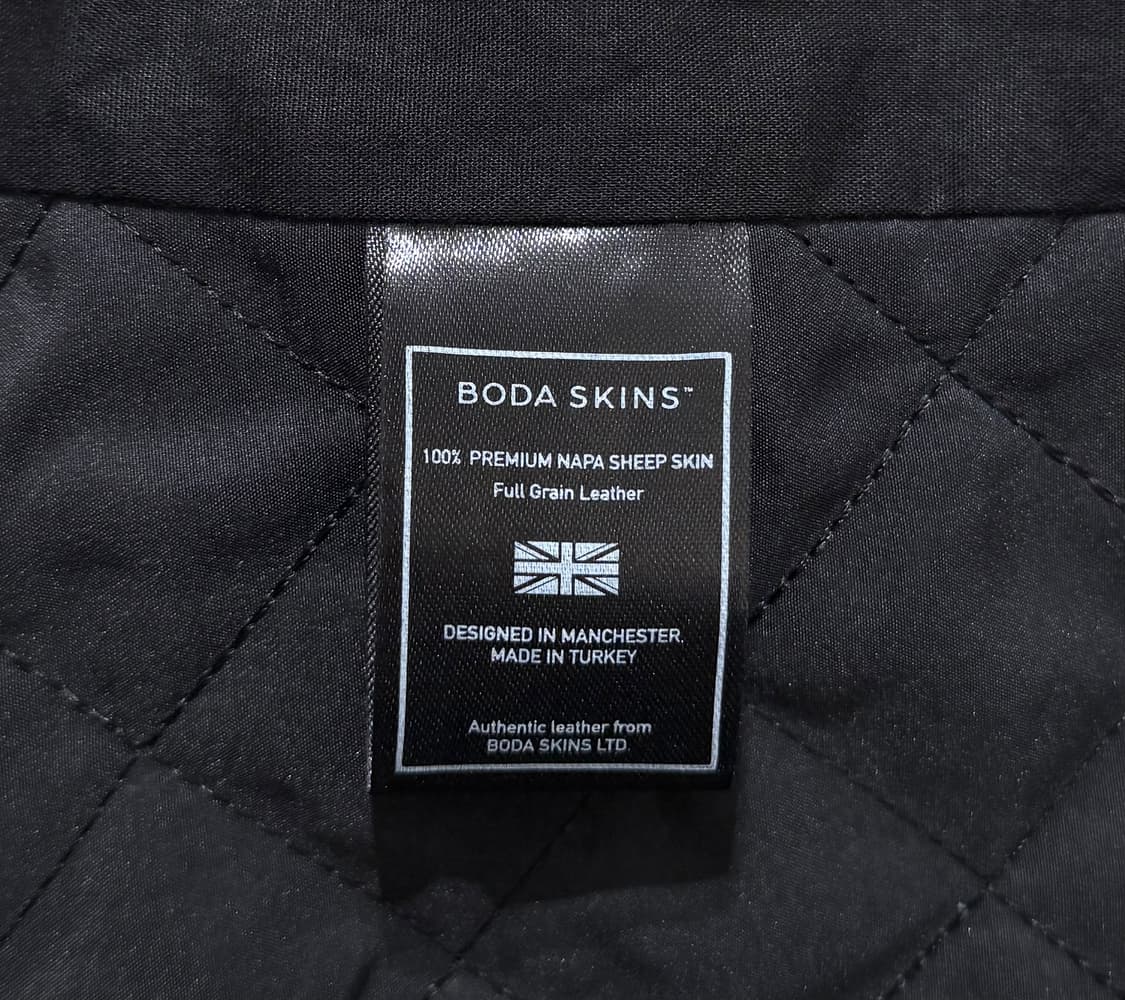 BODA SKINS™
100% PREMIUM NAPA SHEEP SKIN
Full Grain Leather
DESIGNED IN MANCHESTER.
MADE IN TURKEY
Authentic leather from
BODA SKINS LTD.